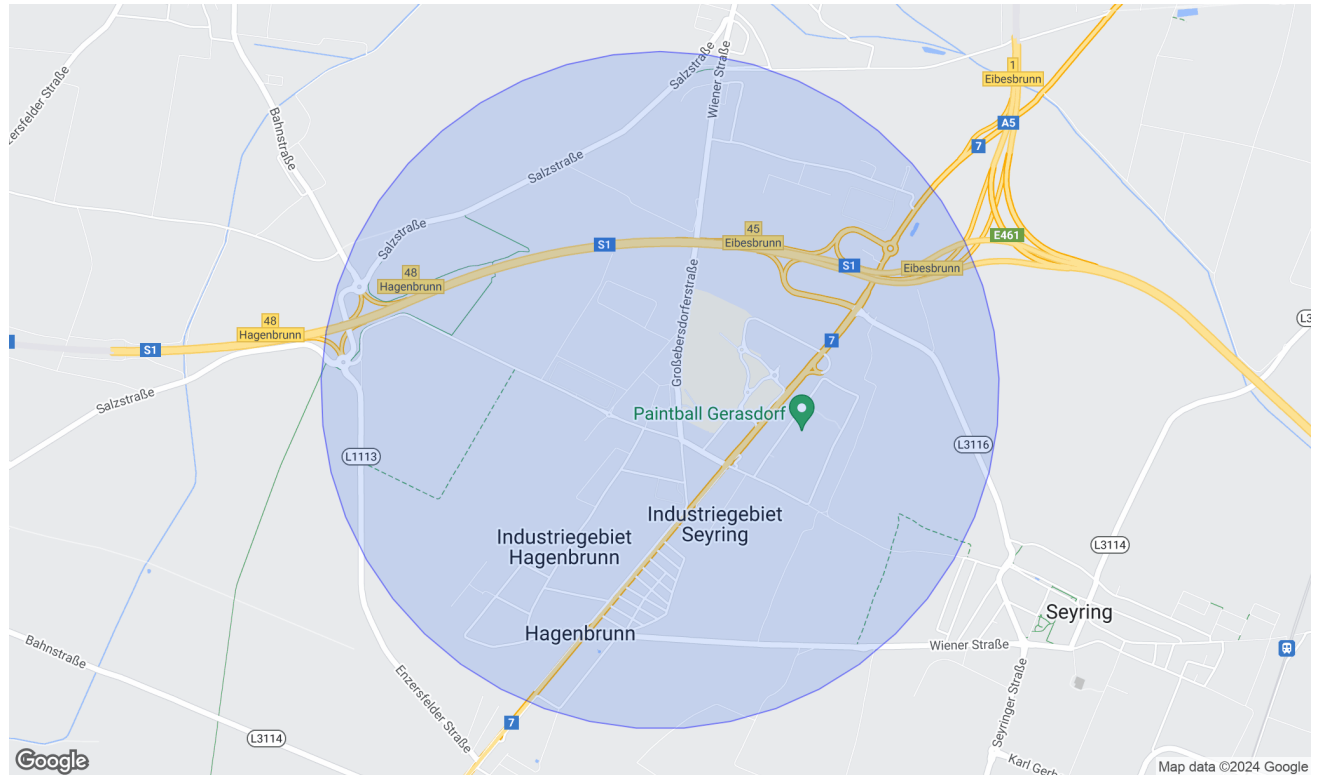 Salzstraße
Wiener Straße
1
Eibesbrunn
zersfelder Straße
A5
Bahnstraße
7
Salzstraße
Salzstraße
45
Eibesbrunn
S1
E461
S1
Eibesbrunn
48
Hagenbrunn
48
Hagenbrunn
Großebersdorferstraße
L3
S1
7
Salzstraße
Paintball Gerasdorf
L1113
L3116
Industriegebiet
Seyring
Industriegebiet
Hagenbrunn
L3114
Seyring
Hagenbrunn
Wiener Straße
Bahnstraße
Enzersfelder Straße
Seyringer Straße
7
L3114
Karl Gerb
Google
Map data ©2024 Google